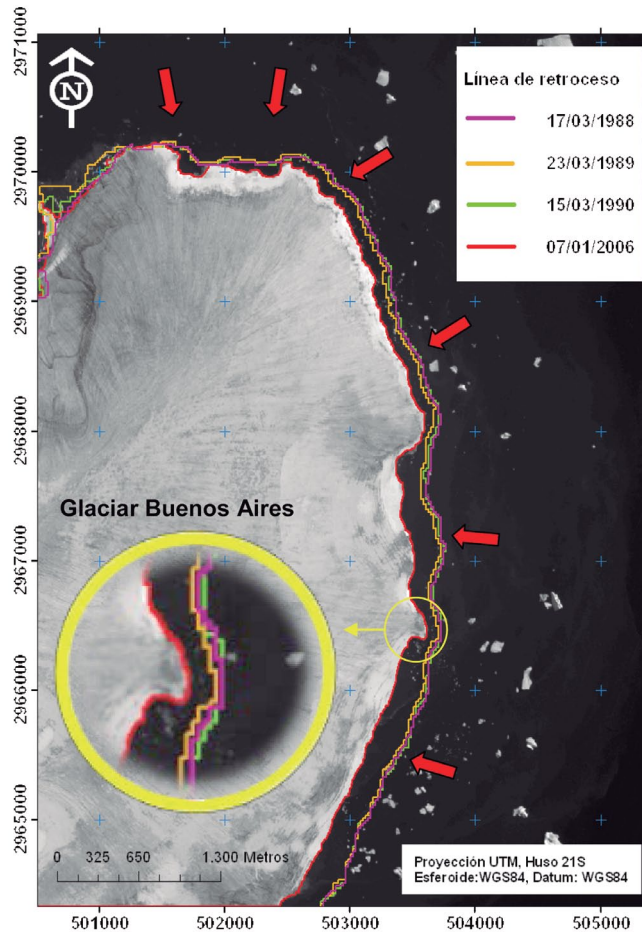 2971000
2970000
2969000
2968000
2967000
2966000
2965000
N
Línea de retroceso
17/03/1988
23/03/1989
15/03/1990
07/01/2006
Glaciar Buenos Aires
0 325 650 1.300 Metros
Proyección UTM, Huso 21S
Esferoide:WGS84, Datum: WGS84
501000 502000 503000 504000 505000